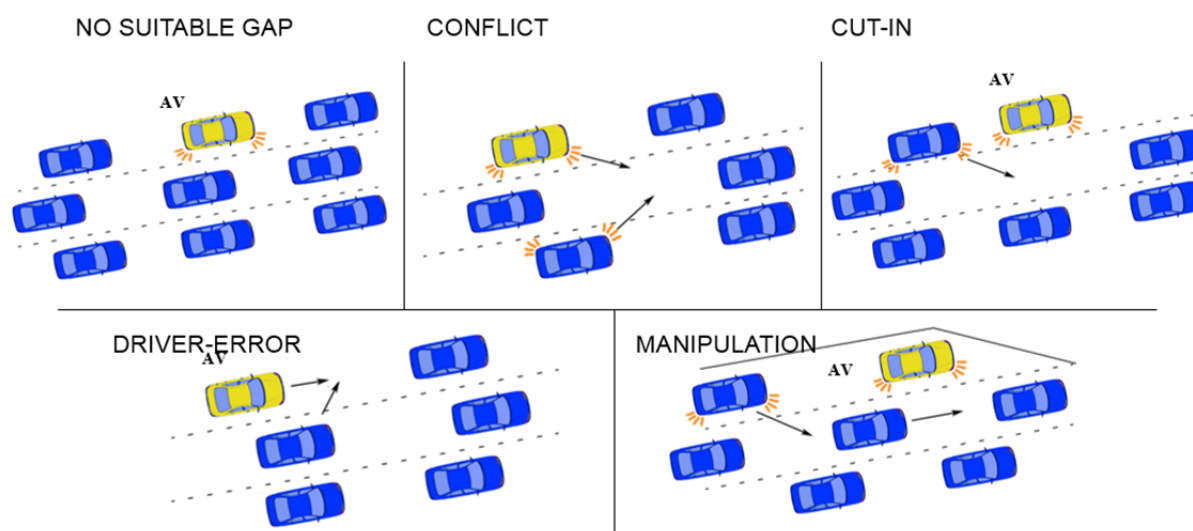 NO SUITABLE GAP
CONFLICT
CUT-IN
AV
AV
DRIVER-ERROR
AV
MANIPULATION
AV